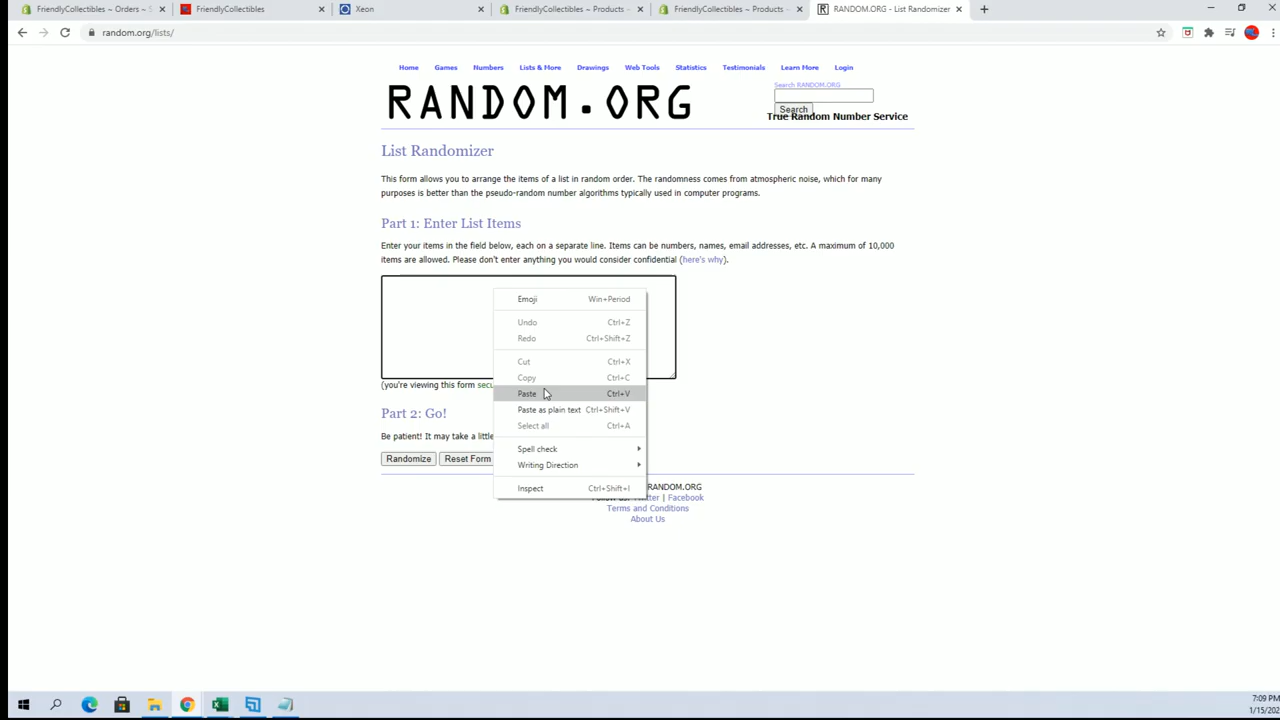 FriendlyCollectibles ~ Orders ~ S
FriendlyCollectibles
Xeon
FriendlyCollectibles ~ Products ~
FriendlyCollectibles ~ Products ~
RANDOM.ORG - List Randomizer
random.org/lists/
Home Games Numbers Lists & More Drawings Web Tools Statistics Testimonials Learn More Login
RANDOM.ORG
Search RANDOM.ORG
Search
True Random Number Service
List Randomizer
This form allows you to arrange the items of a list in random order. The randomness comes from atmospheric noise, which for many
purposes is better than the pseudo-random number algorithms typically used in computer programs.
Part 1: Enter List Items
Enter your items in the field below, each on a separate line. Items can be numbers, names, email addresses, etc. A maximum of 10,000
items are allowed. Please don't enter anything you would consider confidential (here's why).
Emoji Win+Period
Undo Ctrl+Z
Redo Ctrl+Shift+Z
Cut Ctrl+X
Copy Ctrl+C
Paste Ctrl+V
Paste as plain text Ctrl+Shift+V
Select all Ctrl+A
Spell check
Writing Direction
Inspect Ctrl+Shift+I
(you're viewing this form secu
Part 2: Go!
Be patient! It may take a little
Randomize Reset Form
RANDOM.ORG
Twitter | Facebook
Terms and Conditions
About Us
7:09 PM
1/15/202